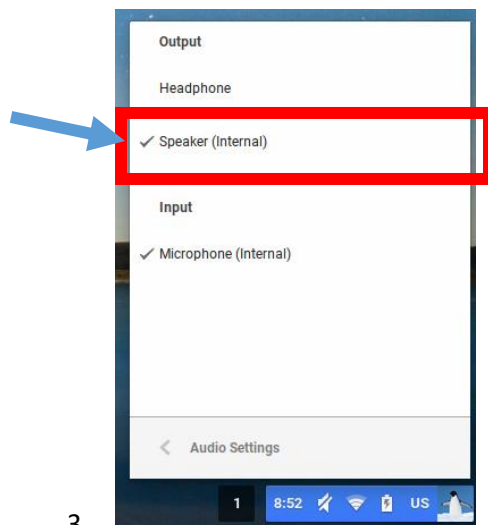 Output
Headphone
Speaker (Internal)
Input
Microphone (Internal)
Audio Settings
1 8:52 US
3